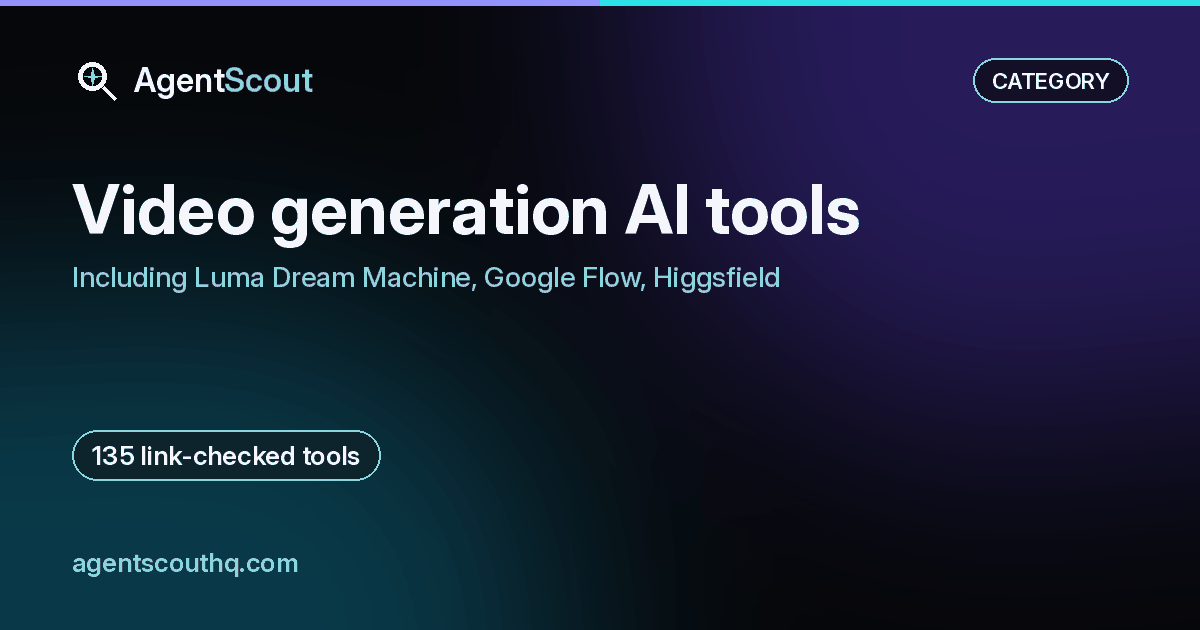 AgentScout
CATEGORY
Video generation AI tools
Including Luma Dream Machine, Google Flow, Higgsfield
135 link-checked tools
agentscouthq.com